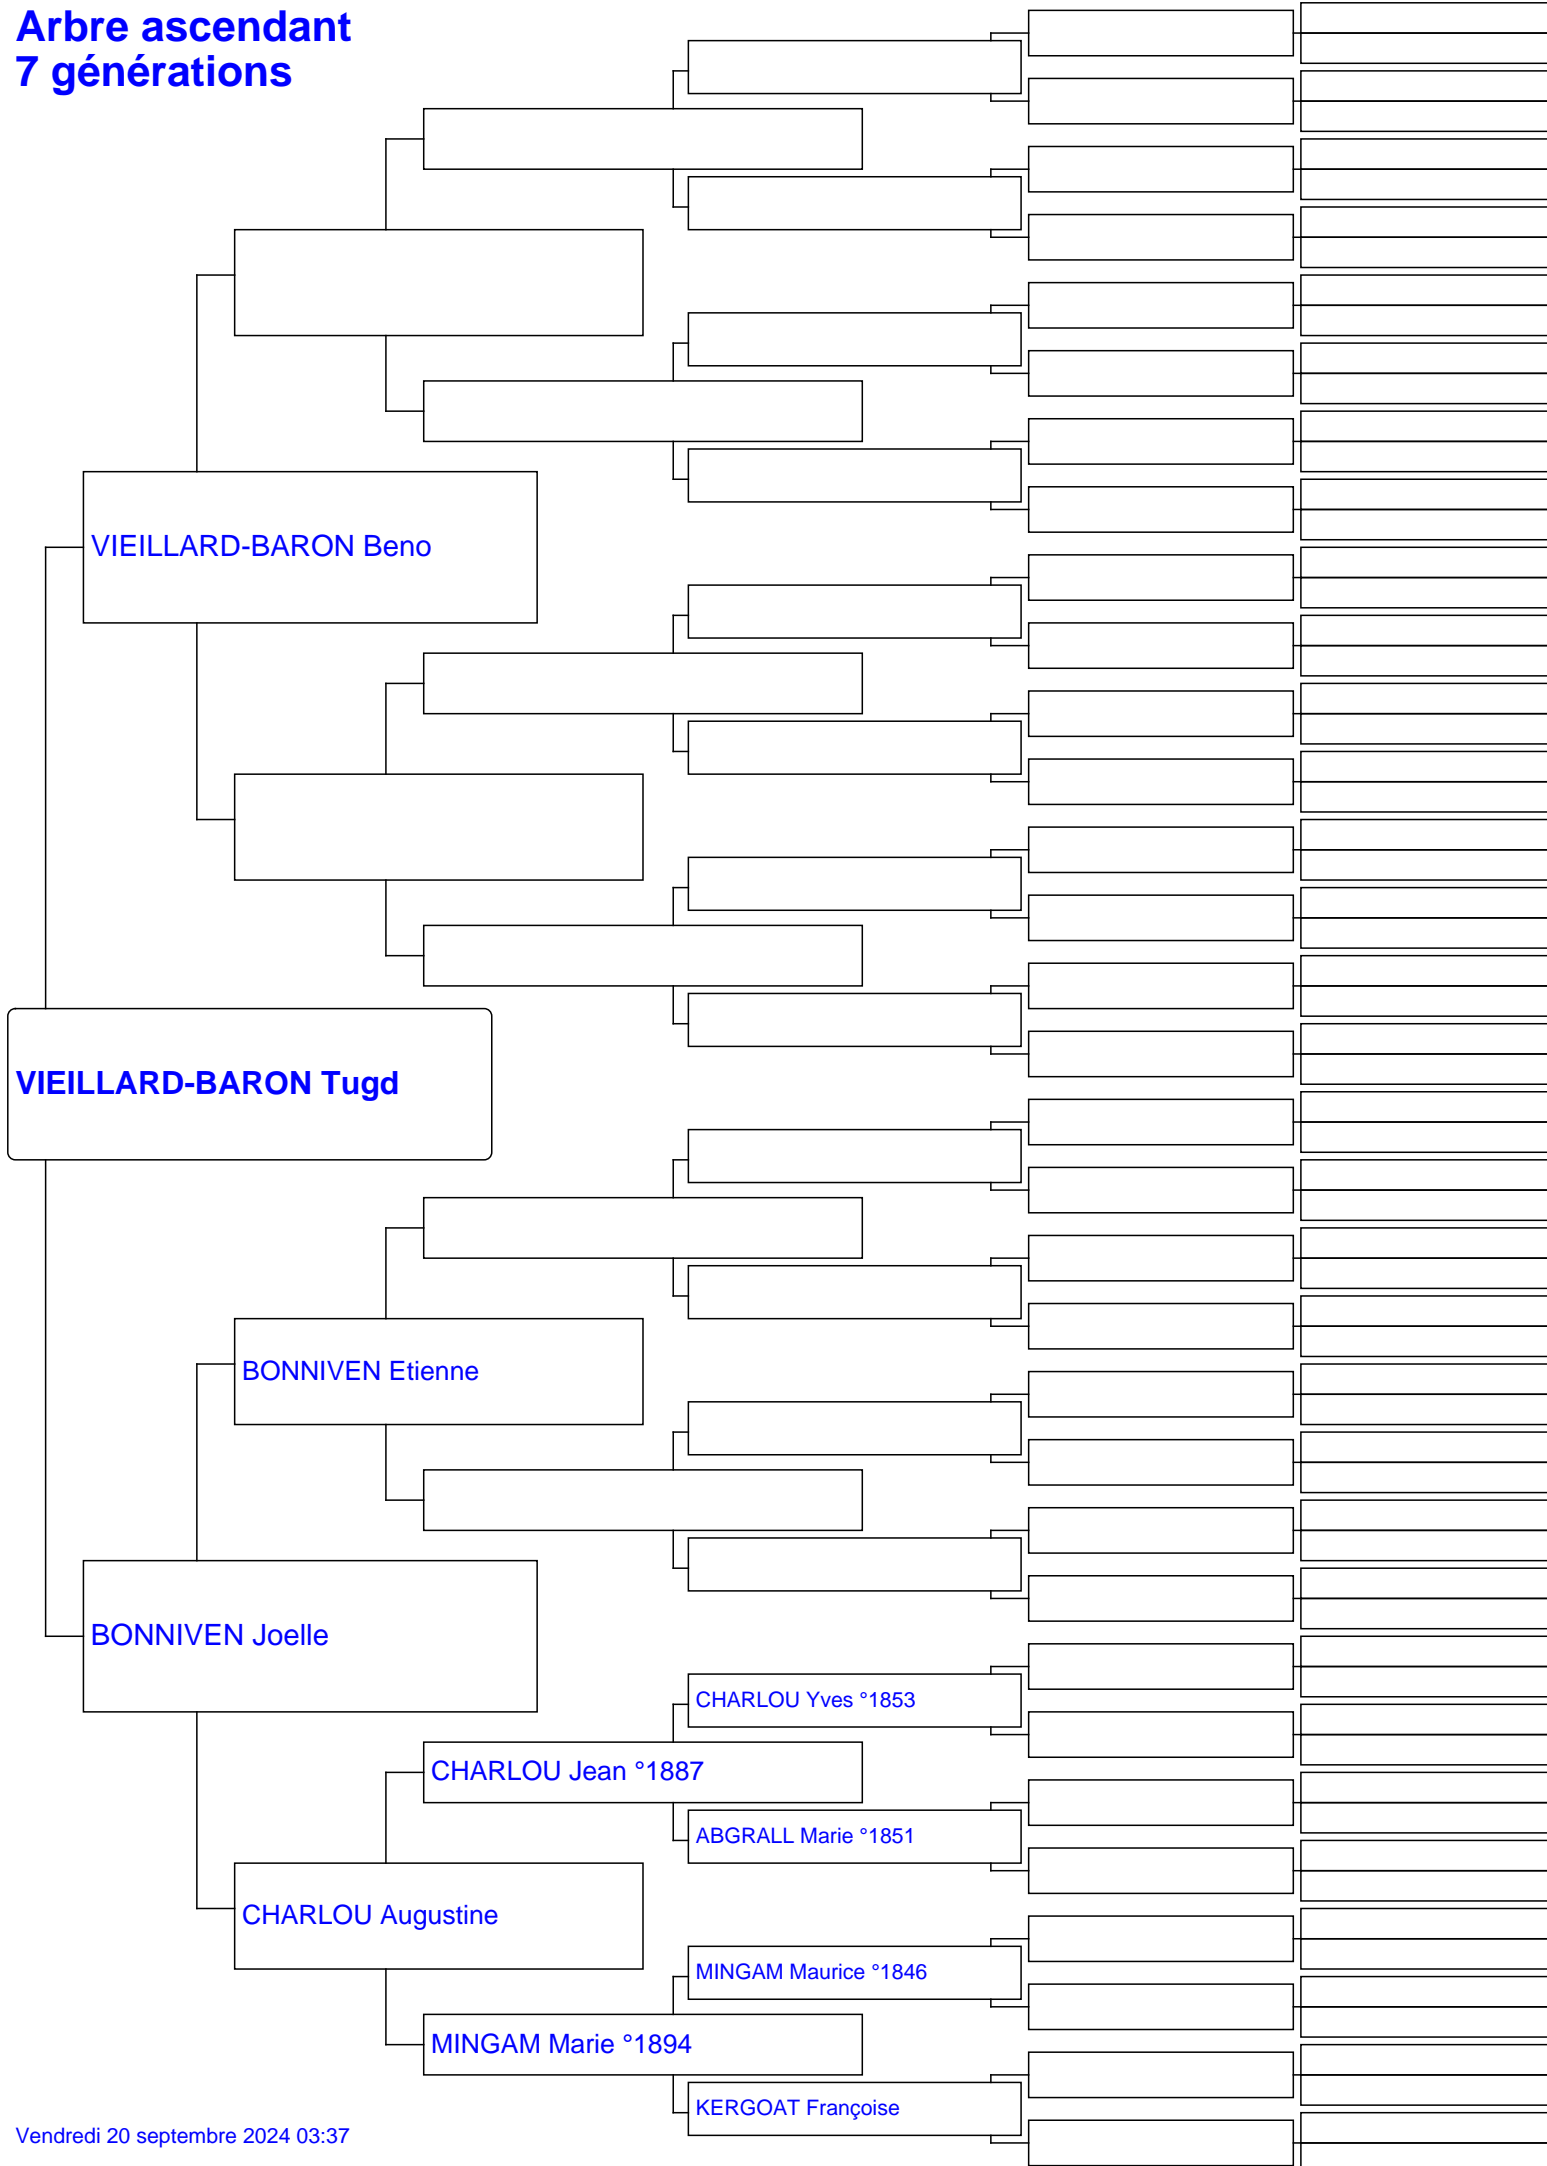 Arbre ascendant
7 générations
VIEILLARD-BARON Beno
VIEILLARD-BARON Tugd
BONNIVEN Etienne
BONNIVEN Joelle
CHARLOU Yves °1853
CHARLOU Jean °1887
ABGRALL Marie °1851
CHARLOU Augustine
MINGAM Maurice °1846
MINGAM Marie °1894
KERGOAT Françoise
Vendredi 20 septembre 2024 03:37